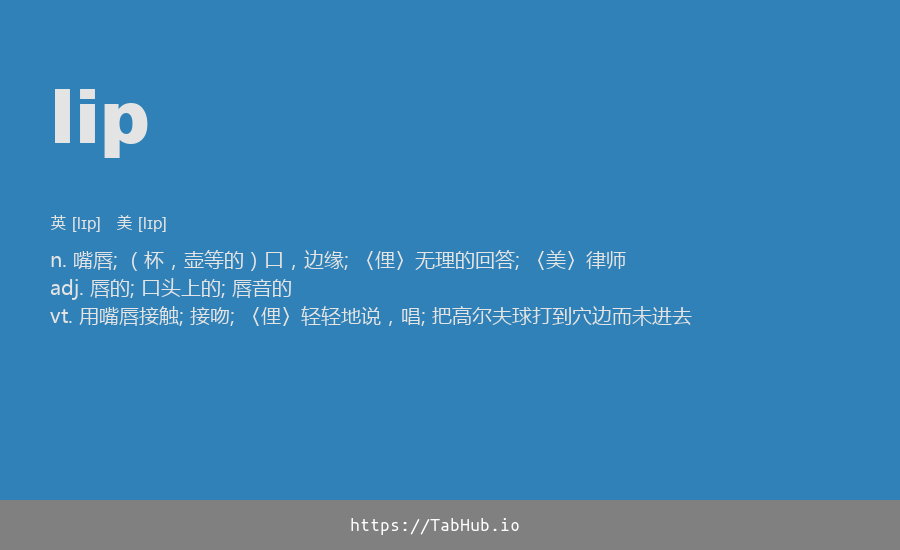 lip
英 [lɪp] 美 [lɪp]
n. 嘴唇; （杯，壶等的）口，边缘; 〈俚〉无理的回答; 〈美〉律师
adj. 唇的; 口头上的; 唇音的
vt. 用嘴唇接触; 接吻; 〈俚〉轻轻地说，唱; 把高尔夫球打到穴边而未进去
https://TabHub.io